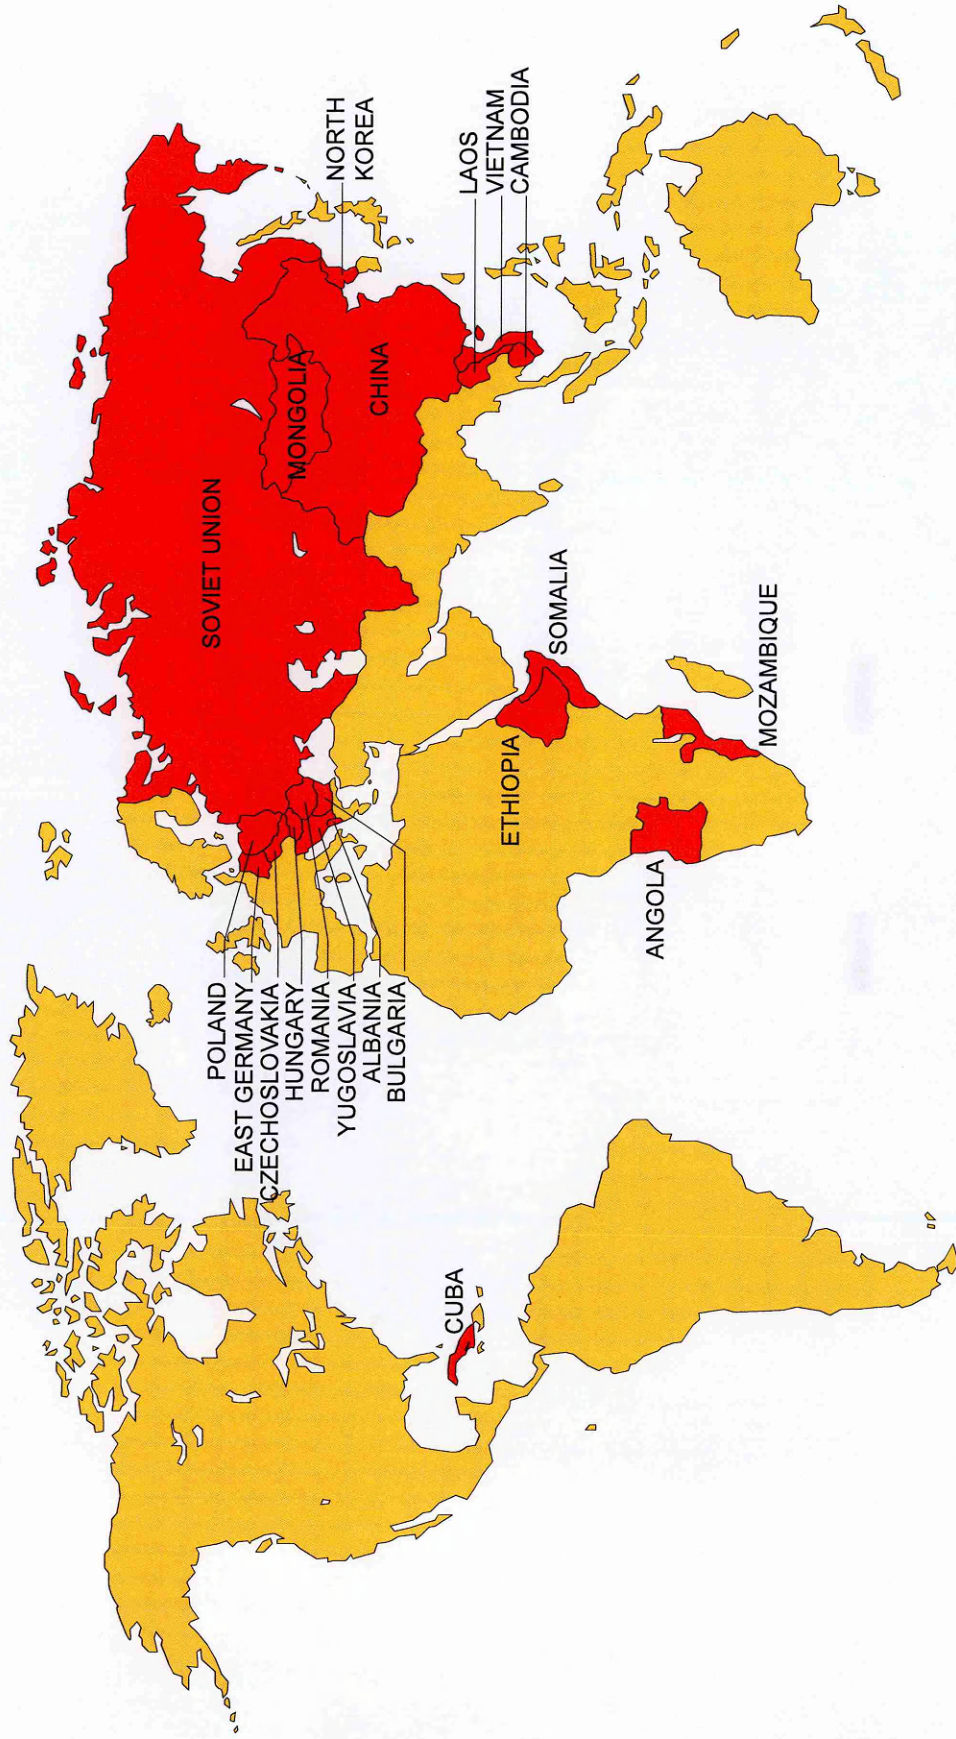 SOVIET UNION
MONGOLIA
CHINA
NORTH
KOREA
LAOS
VIETNAM
CAMBODIA
POLAND
EAST GERMANY
CZECHOSLOVAKIA
HUNGARY
ROMANIA
YUGOSLAVIA
ALBANIA
BULGARIA
CUBA
ETHIOPIA
SOMALIA
ANGOLA
MOZAMBIQUE